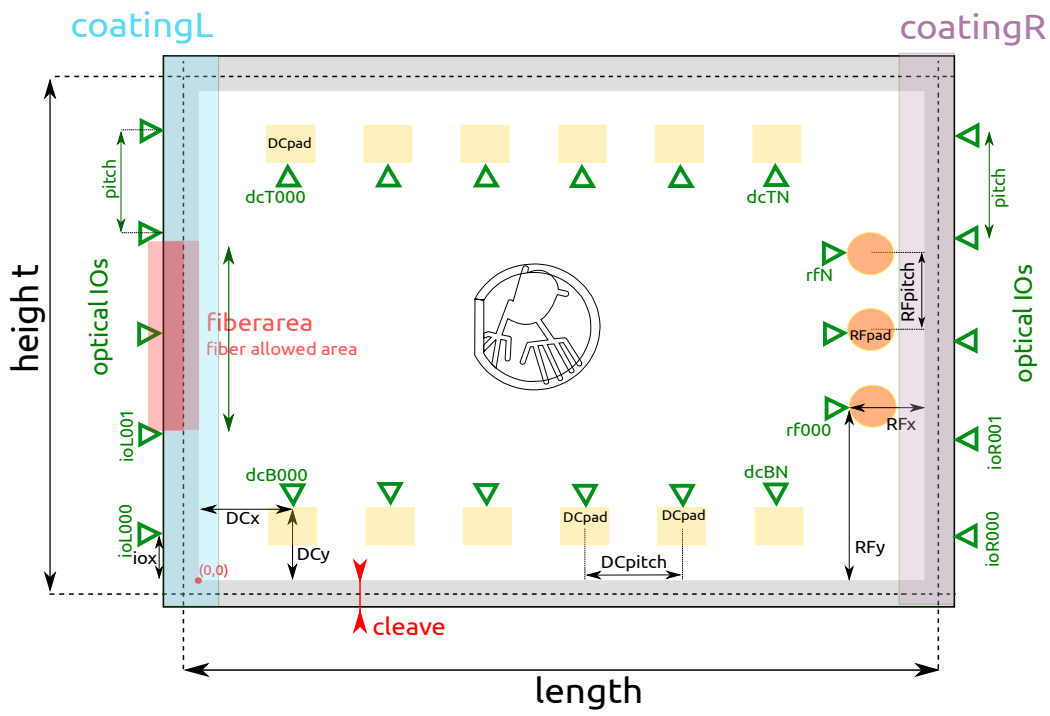 coatingL
coatingR
DCpad
dcT000
dcTN
pitch
pitch
height
optical IOs
fiberarea
fiber allowed area
rfN
RFpitch
RFpad
optical IOs
rf000
RFx
ioL001
ioR001
dcB000
dcBN
ioL000
iox
DCx
DCy
DCpad
DCpad
DCpitch
RFy
ioR000
(0,0)
cleave
length